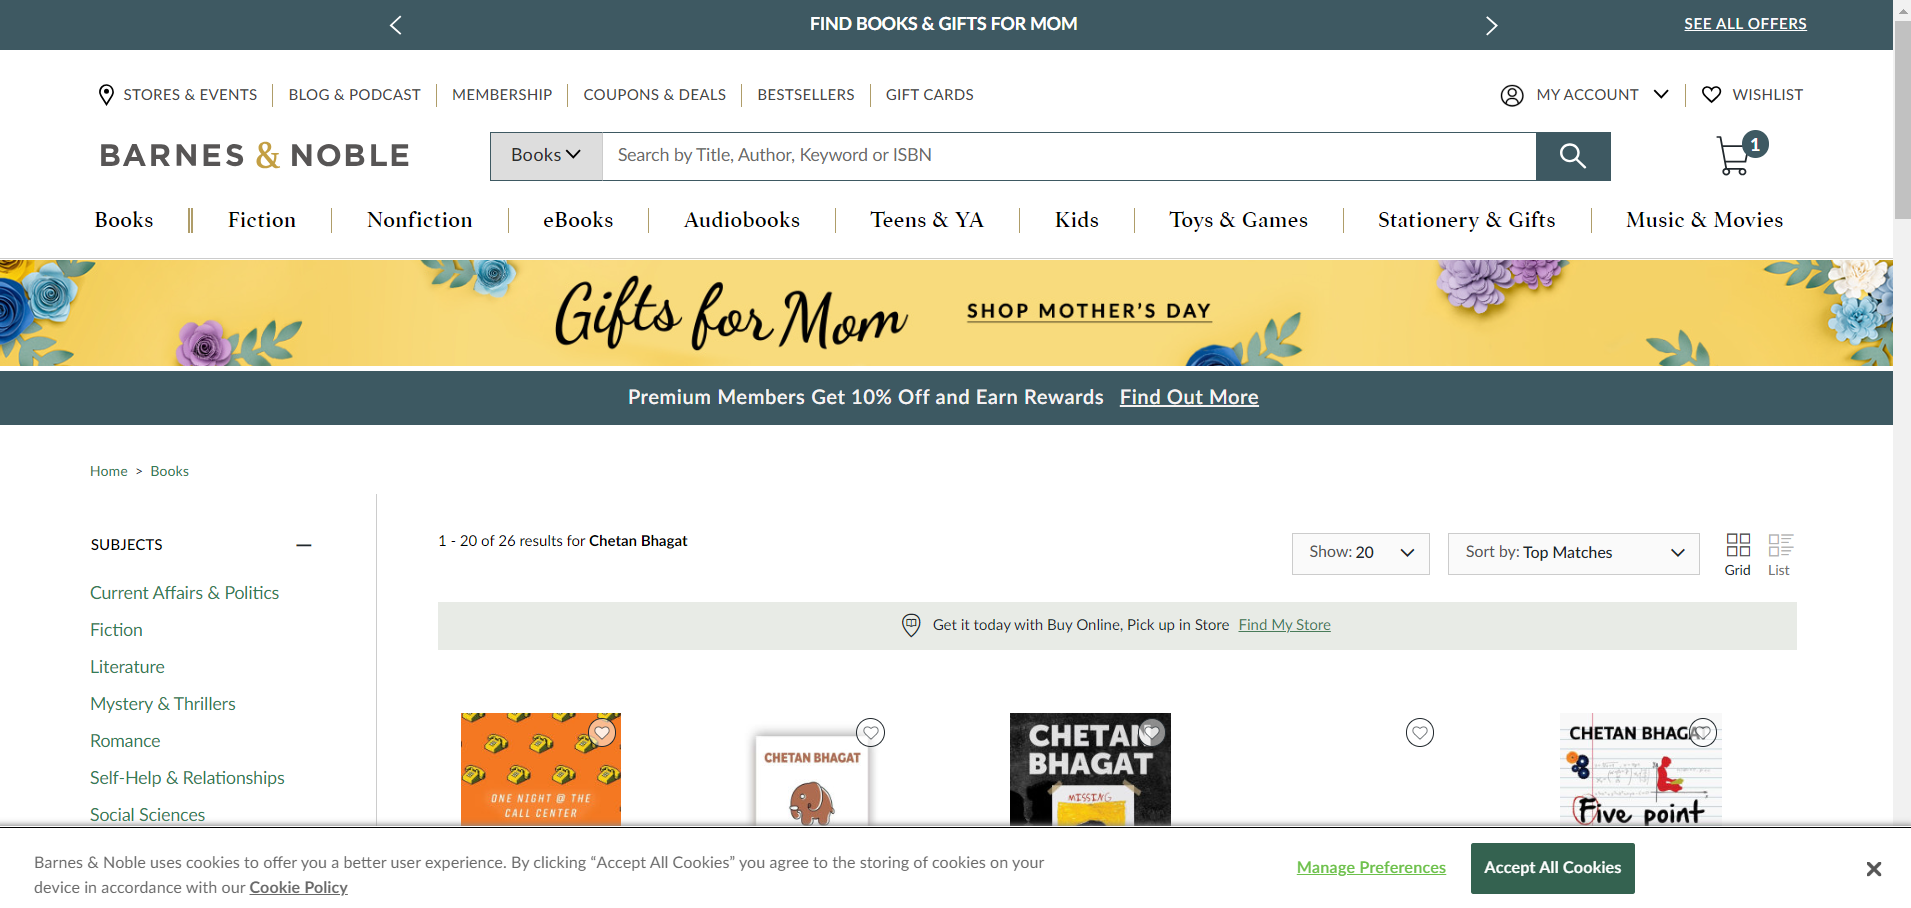 FIND BOOKS & GIFTS FOR MOM
SEE ALL OFFERS
STORES & EVENTS
BLOG & PODCAST
MEMBERSHIP
COUPONS & DEALS
BESTSELLERS
GIFT CARDS
MY ACCOUNT
WISHLIST
BARNES & NOBLE
Books
Search by Title, Author, Keyword or ISBN
1
Books
Fiction
Nonfiction
eBooks
Audiobooks
Teens & YA
Kids
Toys & Games
Stationery & Gifts
Music & Movies
Gifts for Mom
SHOP MOTHER'S DAY
Premium Members Get 10% Off and Earn Rewards Find Out More
Home > Books
SUBJECTS
Current Affairs & Politics
Fiction
Literature
Mystery & Thrillers
Romance
Self-Help & Relationships
Social Sciences
1 - 20 of 26 results for Chetan Bhagat
Show: 20
Sort by: Top Matches
Grid
List
Get it today with Buy Online, Pick up in Store Find My Store
ONE NIGHT @ THE
CALL CENTER
CHETAN BHAGAT
CHETAN
BHAGAT
MISSING
CHETAN BHAGA
Five point
Barnes & Noble uses cookies to offer you a better user experience. By clicking “Accept All Cookies” you agree to the storing of cookies on your
device in accordance with our Cookie Policy
Manage Preferences
Accept All Cookies